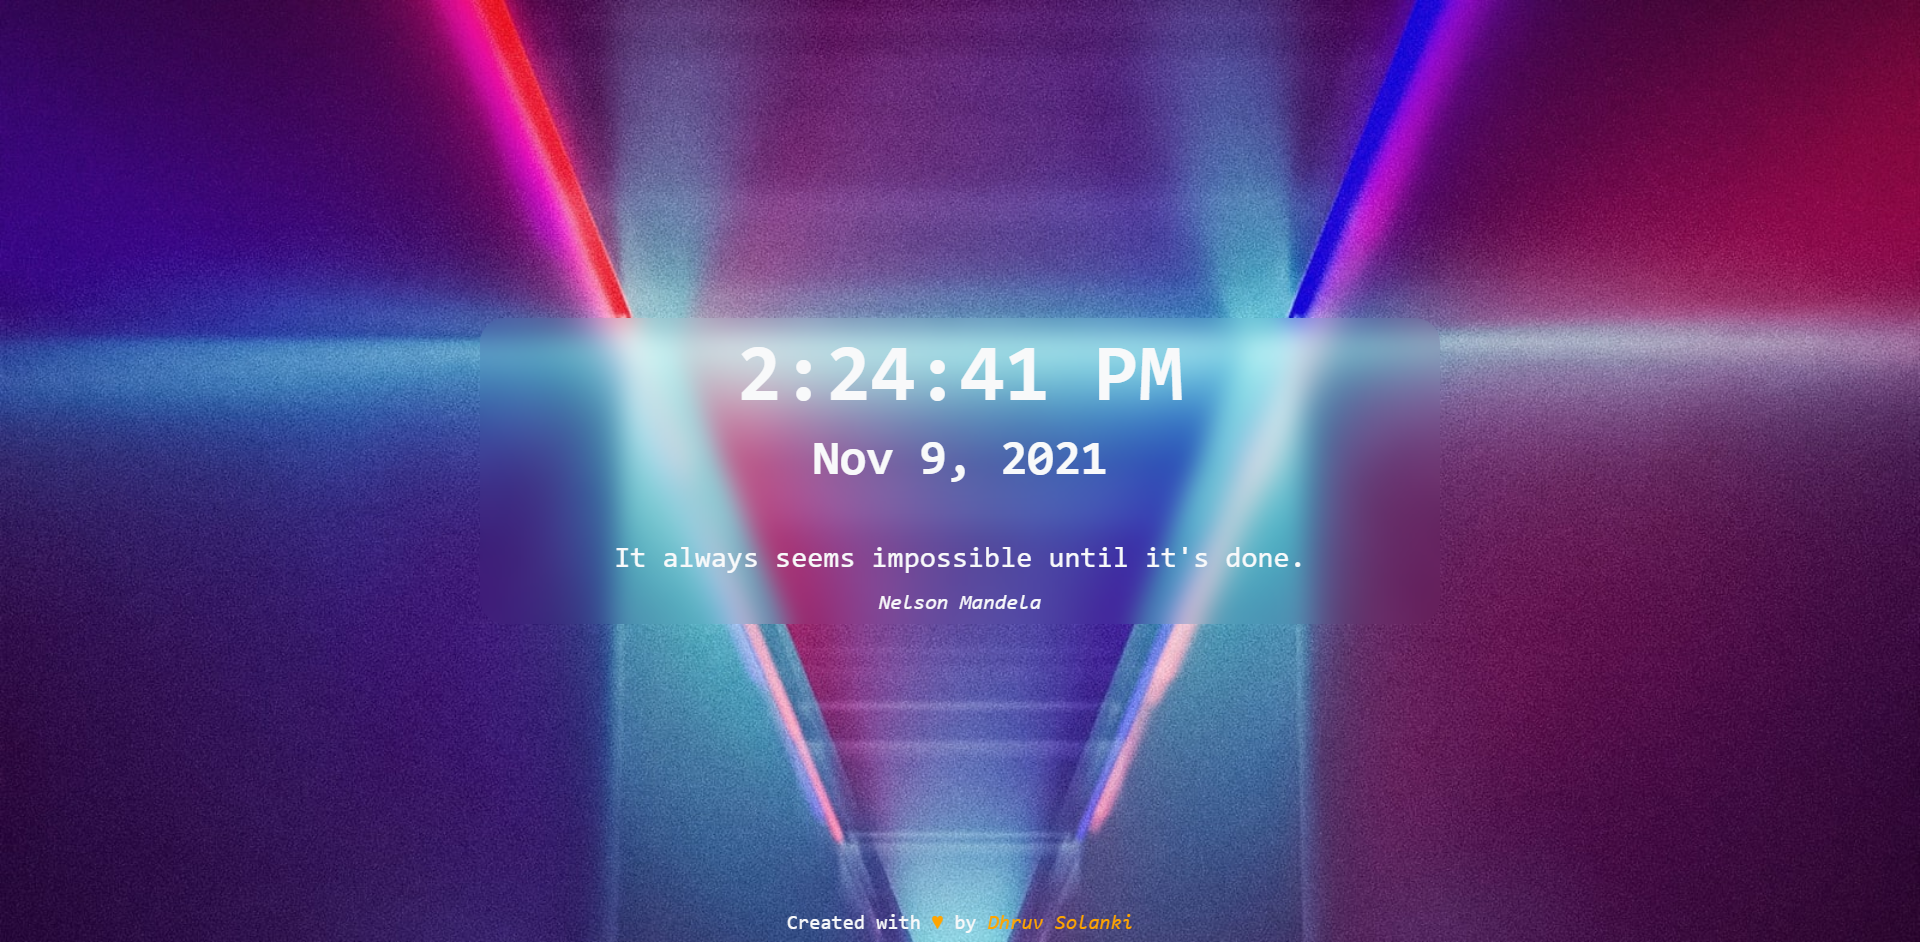 2:24:41 PM
Nov 9, 2021
It always seems impossible until it's done.
Nelson Mandela
Created with ♥ by Dhruv Solanki